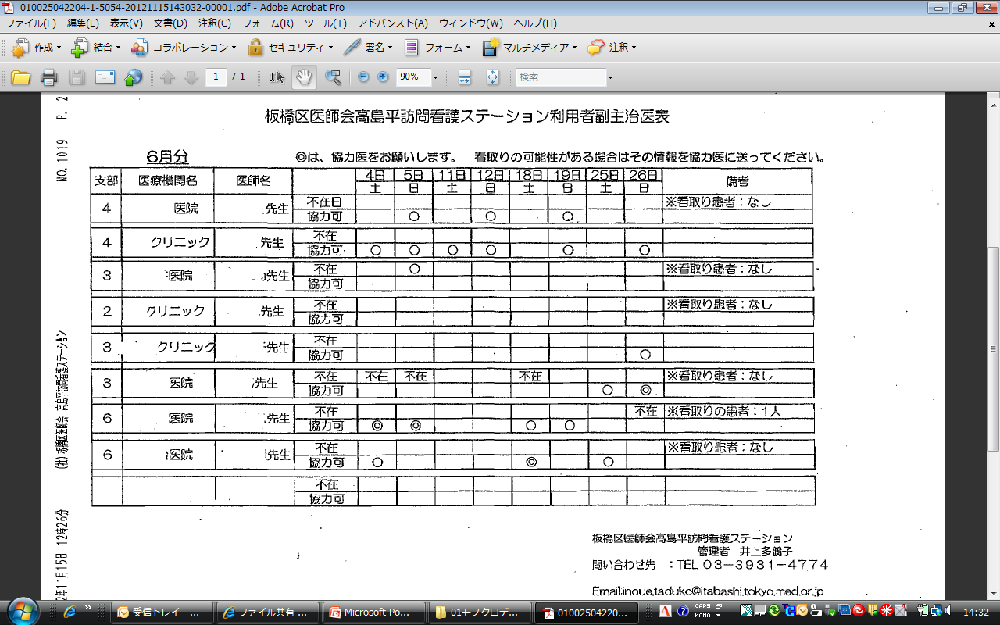 010025042204-1-5054-20121115143032-00001.pdf - Adobe Acrobat Pro
ファイル(F) 編集(E) 表示(V) 文書(D) 注釈(C) フォーム(R) ツール(T) アドバンスト(A) ウィンドウ(W) ヘルプ(H)
作成 結合 コラボレーション セキュリティ 署名 フォーム マルチメディア 注釈
1 / 1 90% 検索
NO. 1019 P. 2
板橋区医師会高島平訪問看護ステーション利用者副主治医表
6月分 ◎は、協力医をお願いします。 看取りの可能性がある場合はその情報を協力医に送ってください。
支部 医療機関名 医師名 4日 5日 11日 12日 18日 19日 25日 26日 備考
土 日 土 日 土 日 土 日
4 医院 先生 不在日 ※看取り患者：なし
協力可 ○ ○ ○
4 クリニック 先生 不在
協力可 ○ ○ ○ ○ ○ ○
3 医院 先生 不在 ○ ※看取り患者：なし
協力可
2 クリニック 先生 不在 ※看取り患者：なし
協力可
3 クリニック 先生 不在
協力可 ○
3 医院 先生 不在 不在 不在 不在 ※看取り患者：なし
協力可 ○ ◎
6 医院 先生 不在 不在 ※看取りの患者：1人
協力可 ◎ ◎ ○ ○
6 医院 先生 不在 ※看取り患者：なし
協力可 ○ ◎ ○
不在
協力可
(社)板橋区医師会 高島平訪問看護ステーション
2年11月15日 12時26分
板橋区医師会高島平訪問看護ステーション
管理者 井上多鶴子
問い合わせ先 ：TEL 03－3931－4774
Email:inoue.taduko@itabashi.tokyo.med.or.jp
受信トレイ - ... ファイル共有 ... Microsoft Po... 01モノクロデ... 01002504220... A CAPS KANA 14:32